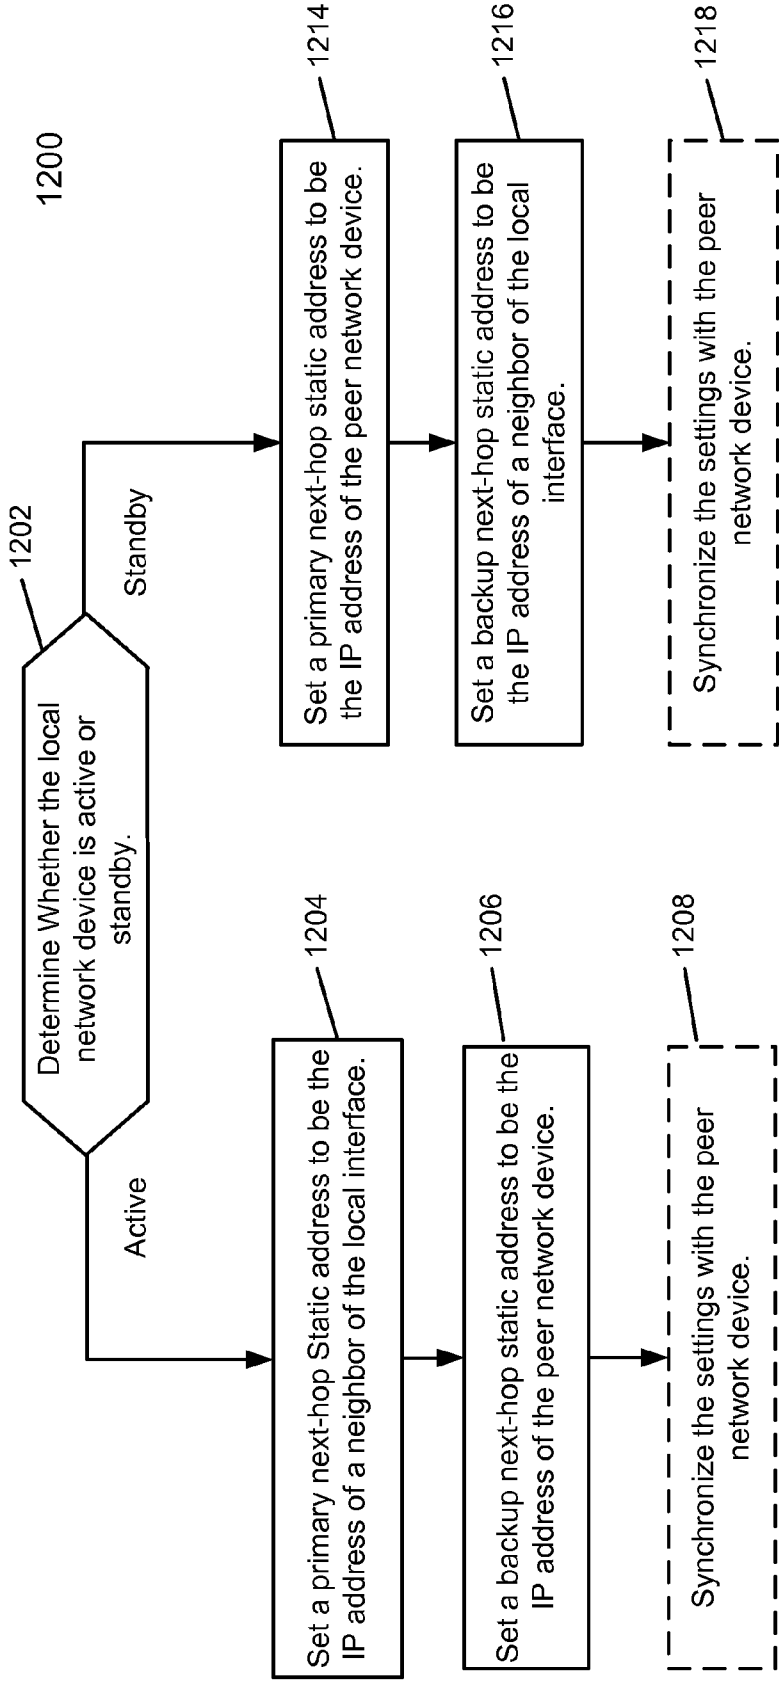 1200
Determine Whether the local
network device is active or
standby.
1202
Active
Standby
Set a primary next-hop Static address to be the
IP address of a neighbor of the local interface.
1204
Set a backup next-hop static address to be the
IP address of the peer network device.
1206
Synchronize the settings with the peer
network device.
1208
Set a primary next-hop static address to be
the IP address of the peer network device.
1214
Set a backup next-hop static address to be
the IP address of a neighbor of the local
interface.
1216
Synchronize the settings with the peer
network device.
1218